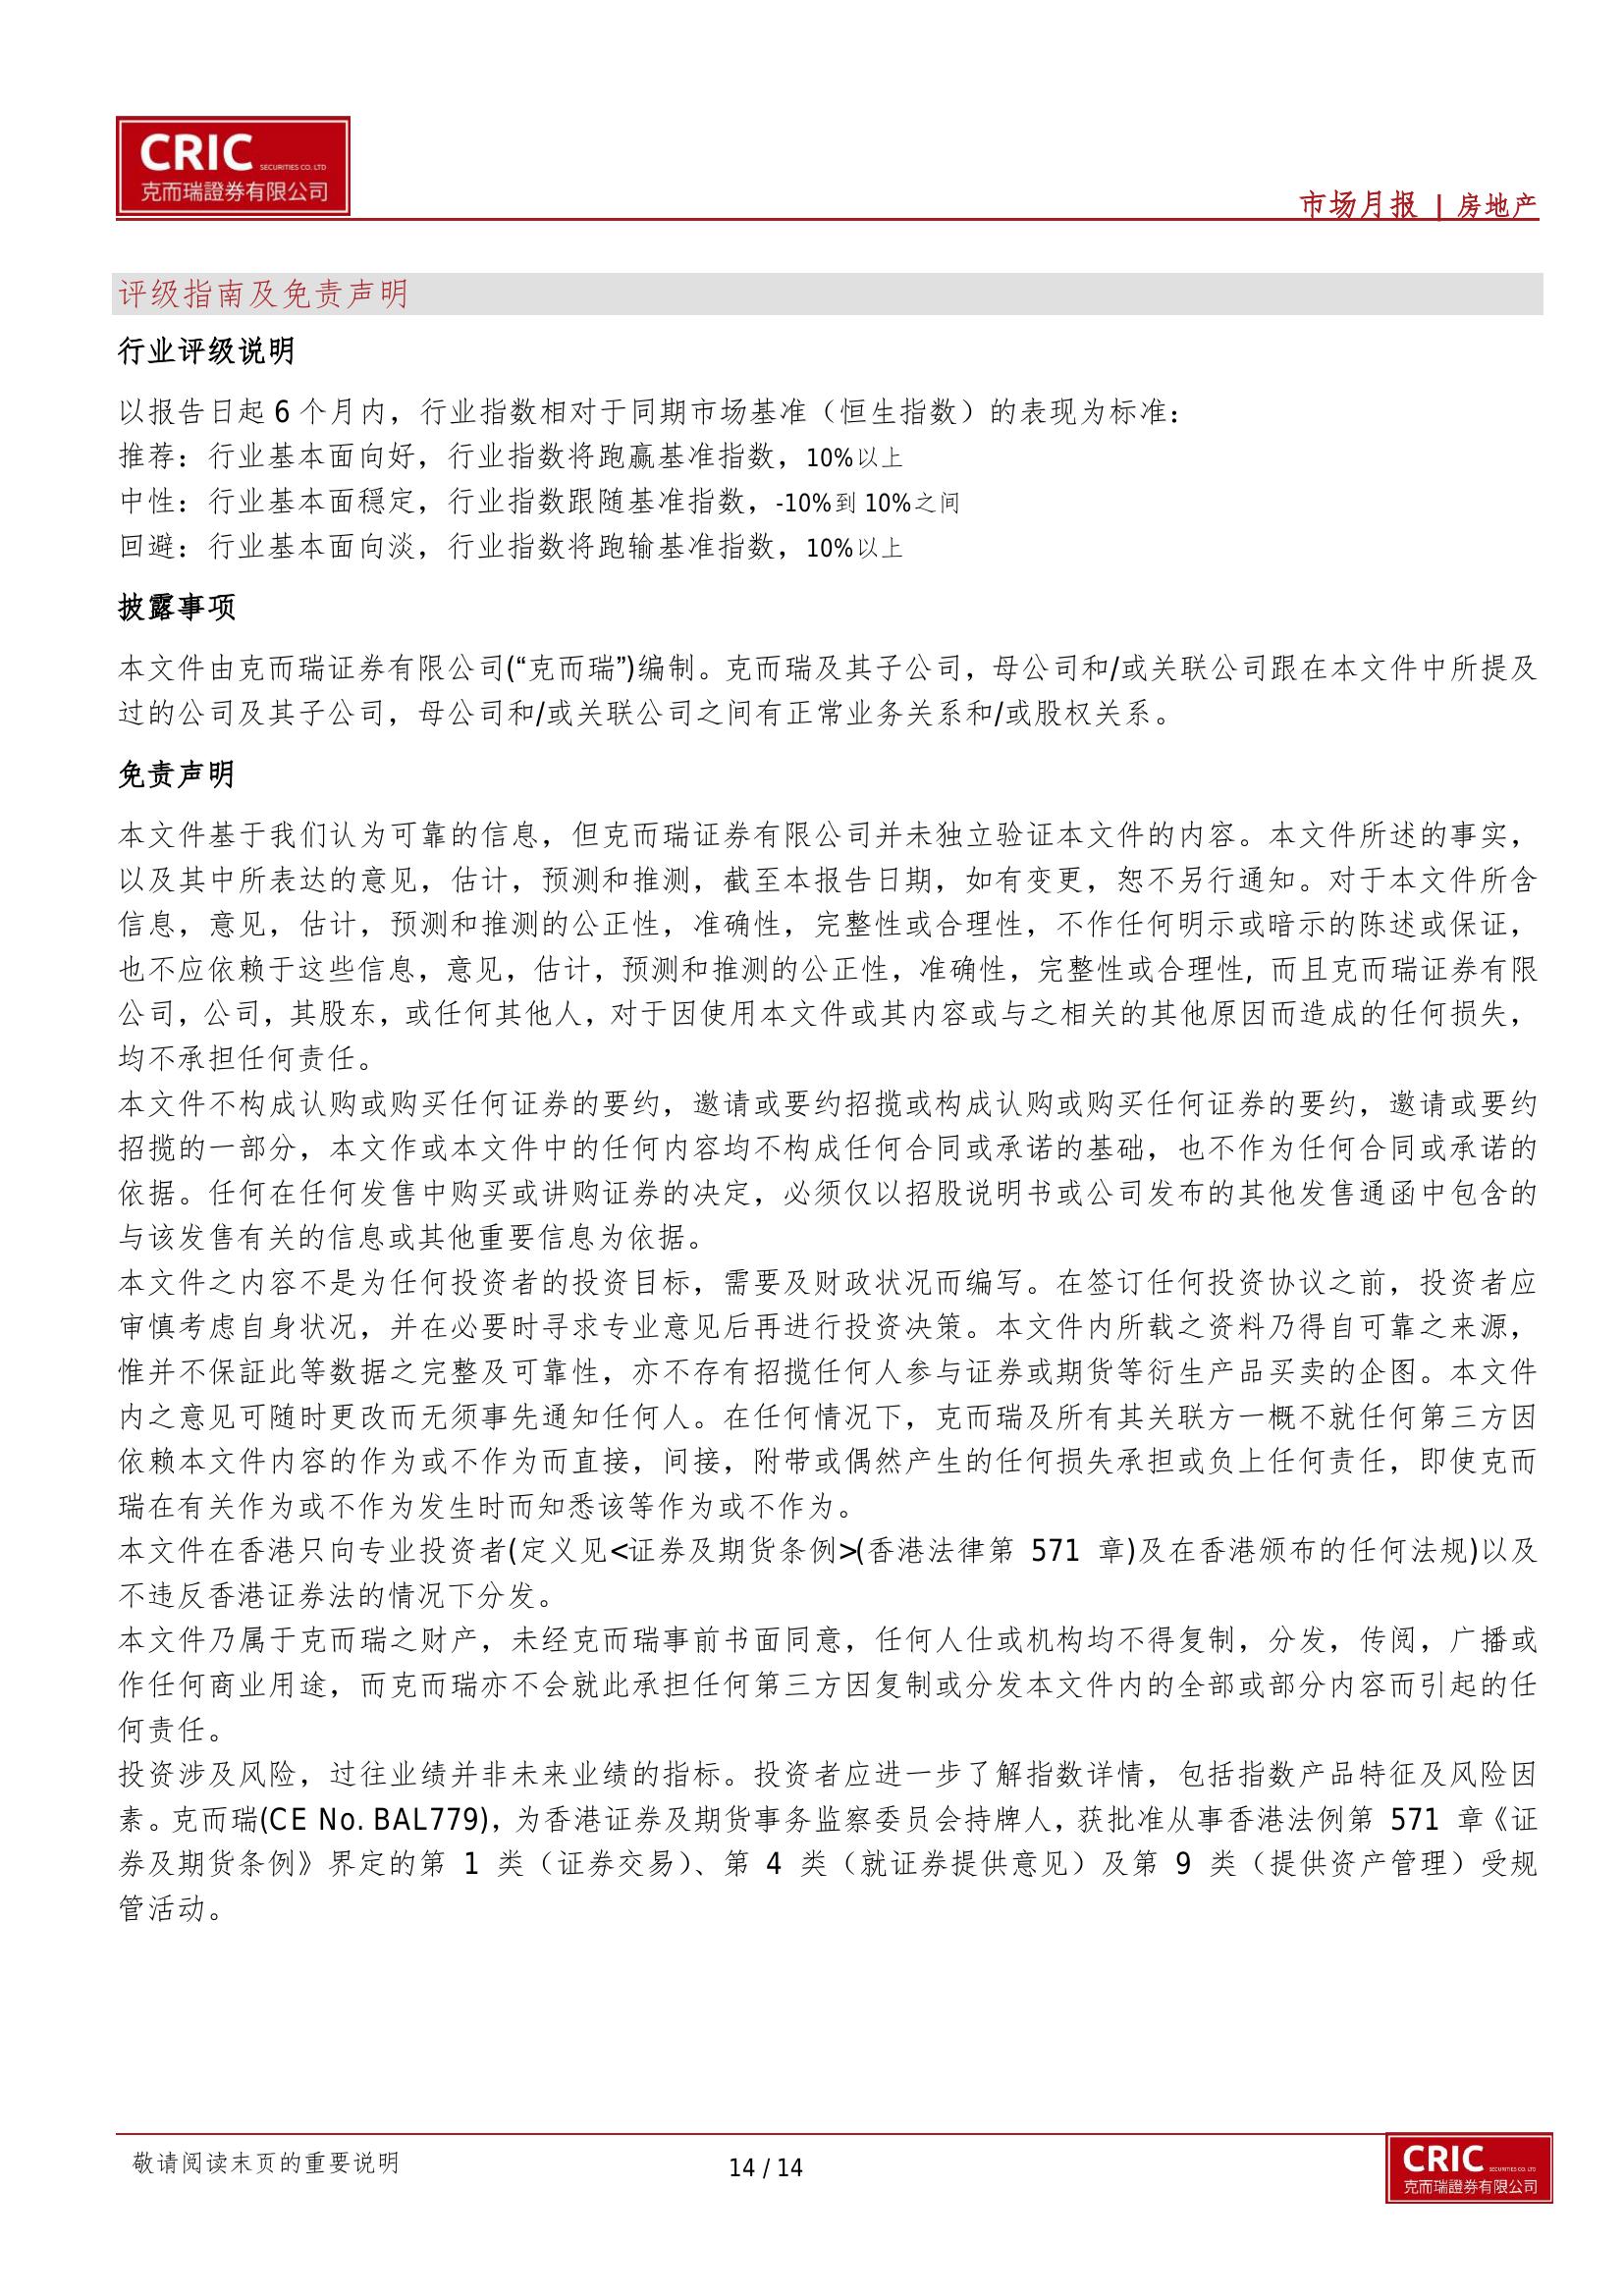 CRIC SECURITIES CO. LTD
克而瑞證券有限公司
市场月报 | 房地产
评级指南及免责声明
行业评级说明
以报告日起 6 个月内，行业指数相对于同期市场基准（恒生指数）的表现为标准：
推荐：行业基本面向好，行业指数将跑赢基准指数，10%以上
中性：行业基本面穩定，行业指数跟随基准指数，-10%到 10%之间
回避：行业基本面向淡，行业指数将跑输基准指数，10%以上
披露事项
本文件由克而瑞证券有限公司(“克而瑞”)编制。克而瑞及其子公司，母公司和/或关联公司跟在本文件中所提及
过的公司及其子公司，母公司和/或关联公司之间有正常业务关系和/或股权关系。
免责声明
本文件基于我们认为可靠的信息，但克而瑞证券有限公司并未独立验证本文件的内容。本文件所述的事实，
以及其中所表达的意见，估计，预测和推测，截至本报告日期，如有变更，恕不另行通知。对于本文件所含
信息，意见，估计，预测和推测的公正性，准确性，完整性或合理性，不作任何明示或暗示的陈述或保证，
也不应依赖于这些信息，意见，估计，预测和推测的公正性，准确性，完整性或合理性, 而且克而瑞证券有限
公司，公司，其股东，或任何其他人，对于因使用本文件或其内容或与之相关的其他原因而造成的任何损失，
均不承担任何责任。
本文件不构成认购或购买任何证券的要约，邀请或要约招揽或构成认购或购买任何证券的要约，邀请或要约
招揽的一部分，本文作或本文件中的任何内容均不构成任何合同或承诺的基础，也不作为任何合同或承诺的
依据。任何在任何发售中购买或讲购证券的决定，必须仅以招股说明书或公司发布的其他发售通函中包含的
与该发售有关的信息或其他重要信息为依据。
本文件之内容不是为任何投资者的投资目标，需要及财政状况而编写。在签订任何投资协议之前，投资者应
审慎考虑自身状况，并在必要时寻求专业意见后再进行投资决策。本文件内所载之资料乃得自可靠之来源，
惟并不保証此等数据之完整及可靠性，亦不存有招揽任何人参与证券或期货等衍生产品买卖的企图。本文件
内之意见可随时更改而无须事先通知任何人。在任何情况下，克而瑞及所有其关联方一概不就任何第三方因
依赖本文件内容的作为或不作为而直接，间接，附带或偶然产生的任何损失承担或负上任何责任，即使克而
瑞在有关作为或不作为发生时而知悉该等作为或不作为。
本文件在香港只向专业投资者(定义见<证券及期货条例>(香港法律第 571 章)及在香港颁布的任何法规)以及
不违反香港证券法的情况下分发。
本文件乃属于克而瑞之财产，未经克而瑞事前书面同意，任何人仕或机构均不得复制，分发，传阅，广播或
作任何商业用途，而克而瑞亦不会就此承担任何第三方因复制或分发本文件内的全部或部分内容而引起的任
何责任。
投资涉及风险，过往业绩并非未来业绩的指标。投资者应进一步了解指数详情，包括指数产品特征及风险因
素。克而瑞(CE No. BAL779)，为香港证券及期货事务监察委员会持牌人，获批准从事香港法例第 571 章《证
券及期货条例》界定的第 1 类（证券交易）、第 4 类（就证券提供意见）及第 9 类（提供资产管理）受规
管活动。
敬请阅读末页的重要说明
14 / 14
CRIC SECURITIES CO. LTD
克而瑞證券有限公司